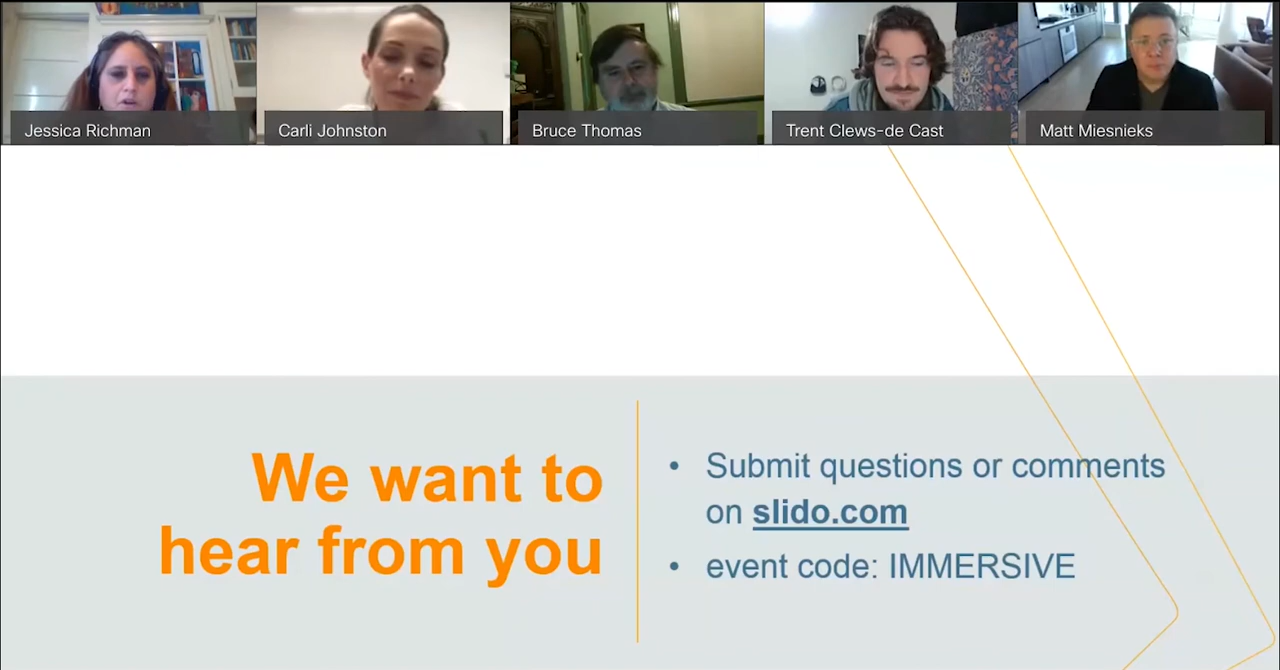 Jessica Richman
Carli Johnston
Bruce Thomas
Trent Clews-de Cast
Matt Miesnieks
We want to
hear from you
• Submit questions or comments
on slido.com
• event code: IMMERSIVE